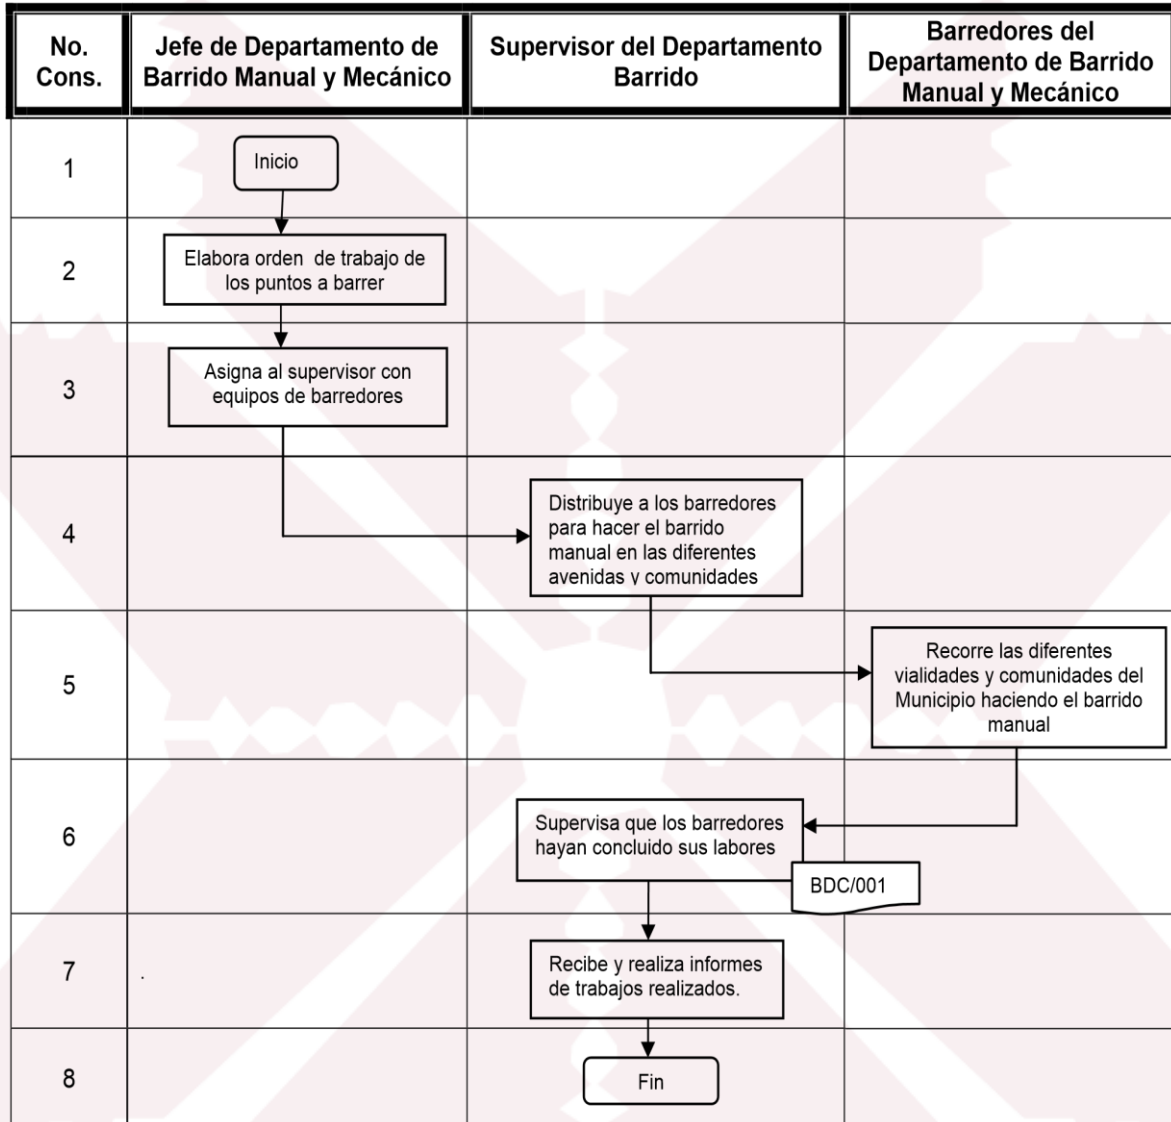 No.
Cons.
Jefe de Departamento de
Barrido Manual y Mecánico
Supervisor del Departamento
Barrido
Barredores del
Departamento de Barrido
Manual y Mecánico
1
Inicio
2
Elabora orden de trabajo de
los puntos a barrer
3
Asigna al supervisor con
equipos de barredores
4
Distribuye a los barredores
para hacer el barrido
manual en las diferentes
avenidas y comunidades
5
Recorre las diferentes
vialidades y comunidades del
Municipio haciendo el barrido
manual
6
Supervisa que los barredores
hayan concluido sus labores
BDC/001
7
.
Recibe y realiza informes
de trabajos realizados.
8
Fin